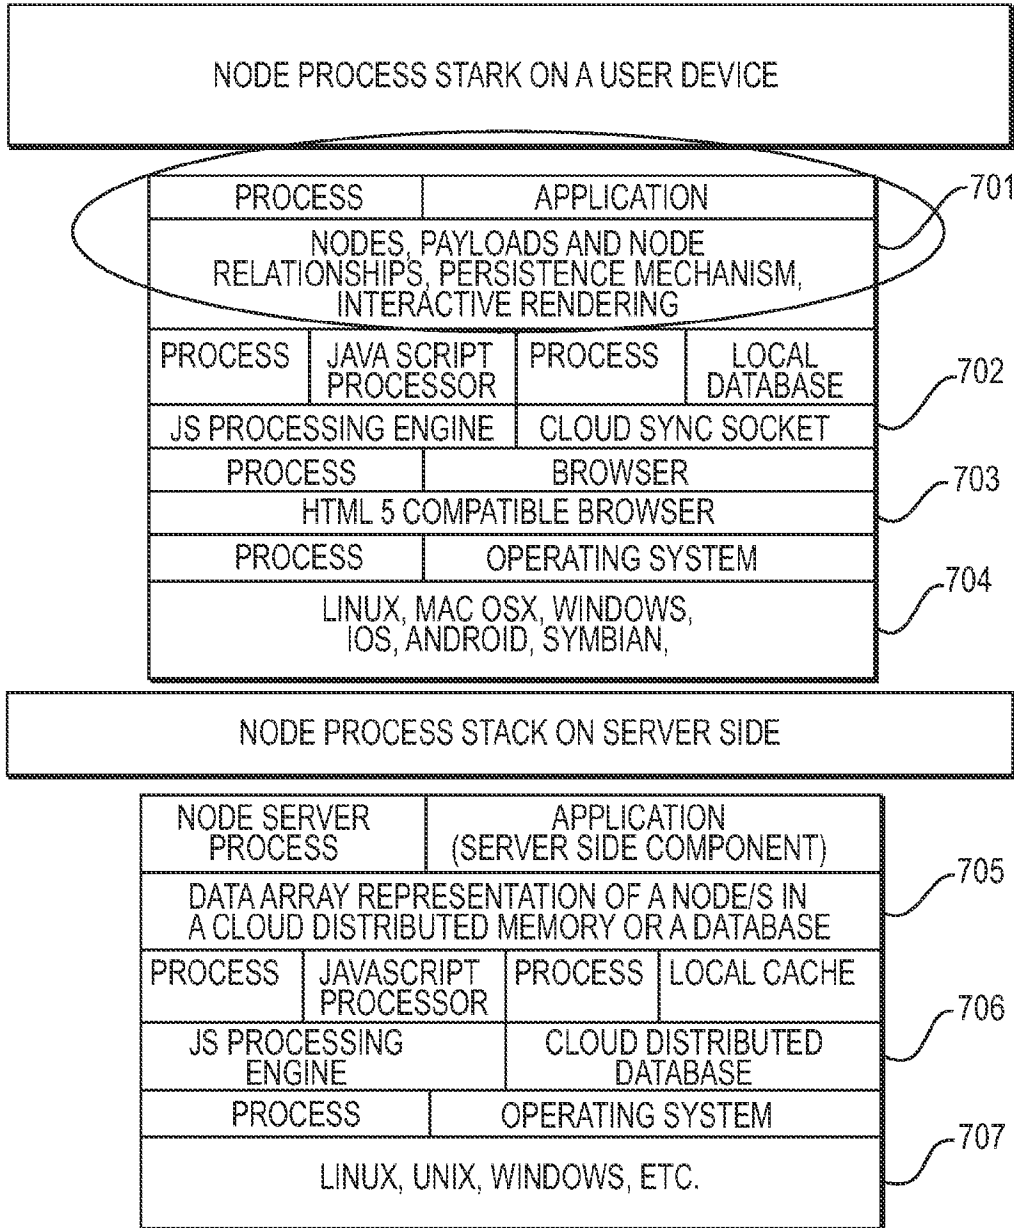 NODE PROCESS STARK ON A USER DEVICE
PROCESS APPLICATION
701
NODES, PAYLOADS AND NODE
RELATIONSHIPS, PERSISTENCE MECHANISM,
INTERACTIVE RENDERING
PROCESS JAVA SCRIPT PROCESS LOCAL
PROCESSOR DATABASE
702
JS PROCESSING ENGINE CLOUD SYNC SOCKET
PROCESS BROWSER
703
HTML 5 COMPATIBLE BROWSER
PROCESS OPERATING SYSTEM
704
LINUX, MAC OSX, WINDOWS,
IOS, ANDROID, SYMBIAN,
NODE PROCESS STACK ON SERVER SIDE
NODE SERVER APPLICATION
PROCESS (SERVER SIDE COMPONENT)
705
DATA ARRAY REPRESENTATION OF A NODE/S IN
A CLOUD DISTRIBUTED MEMORY OR A DATABASE
PROCESS JAVASCRIPT PROCESS LOCAL CACHE
PROCESSOR
706
JS PROCESSING CLOUD DISTRIBUTED
ENGINE DATABASE
PROCESS OPERATING SYSTEM
707
LINUX, UNIX, WINDOWS, ETC.